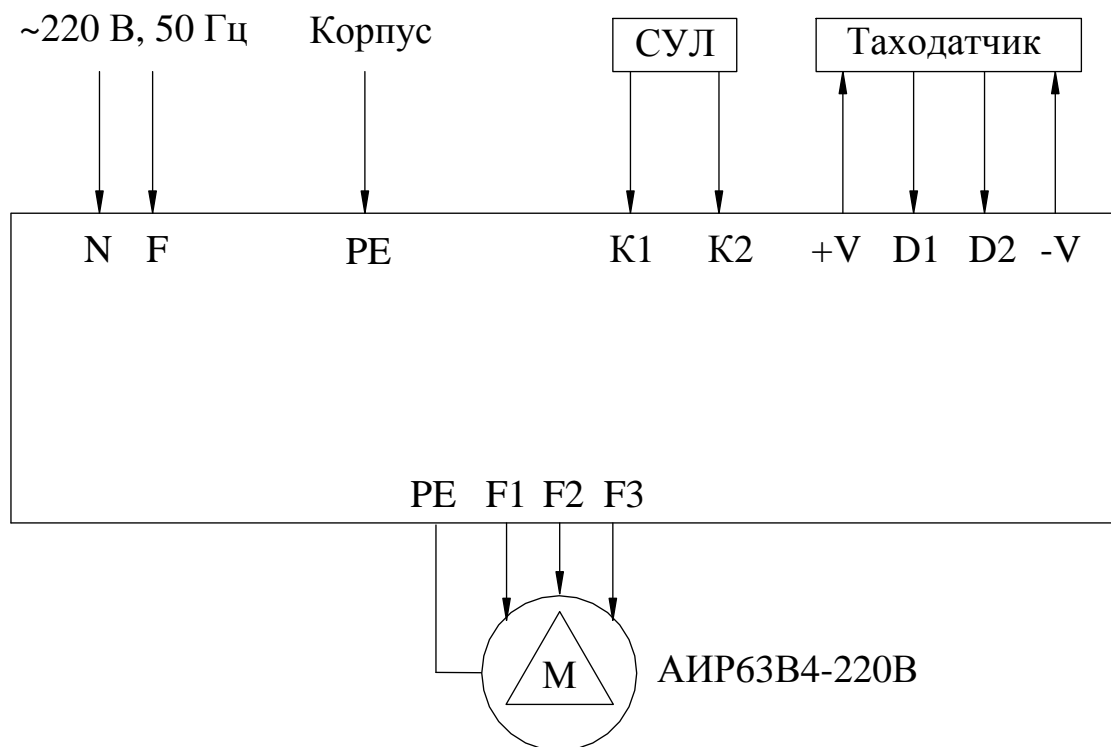 ~220 В, 50 Гц Корпус СУЛ Таходатчик
N F PE К1 К2 +V D1 D2 -V
PE F1 F2 F3
М АИР63В4-220В